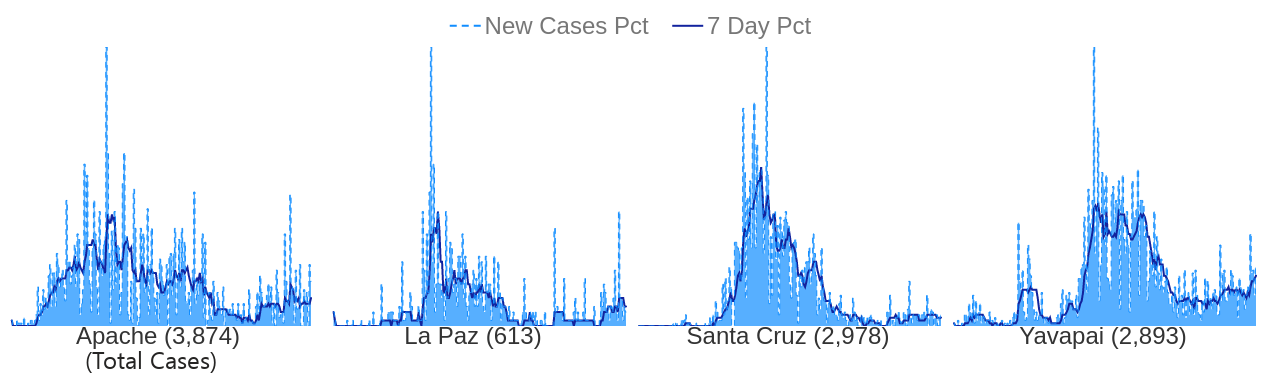 New Cases Pct 7 Day Pct
Apache (3,874) La Paz (613) Santa Cruz (2,978) Yavapai (2,893)
(Total Cases)